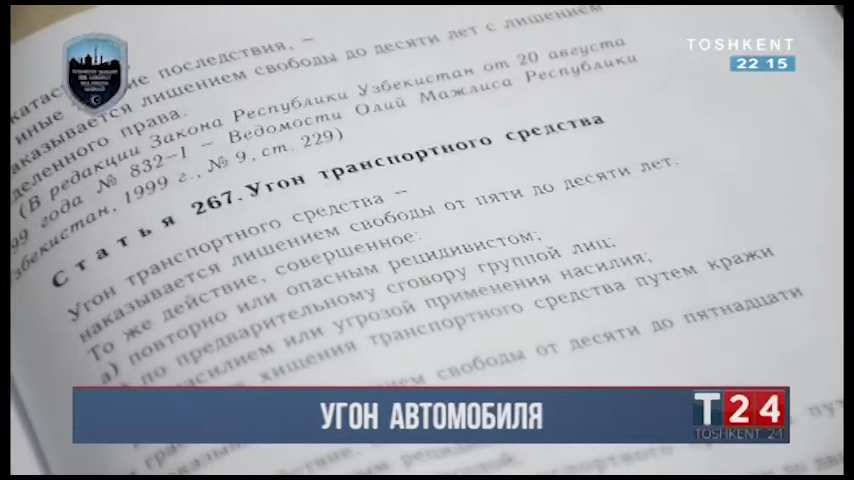 TOSHKENT
22 15
последствия, –
наказывается лишением свободы до десяти лет с лишением
деленного права.
(В редакции Закона Республики Узбекистан от 20 августа
99 года № 832–I – Ведомости Олий Мажлиса Республики
збекистан, 1999 г., № 9, ст. 229)
Статья 267. Угон транспортного средства
Угон транспортного средства –
наказывается лишением свободы от пяти до десяти лет.
То же действие, совершенное:
а) повторно или опасным рецидивистом;
по предварительному сговору группой лиц;
насилием или угрозой применения насилия;
хищения транспортного средства путем кражи
свободы от десяти до пятнадцати
УГОН АВТОМОБИЛЯ
T24
TOSHKENT 24